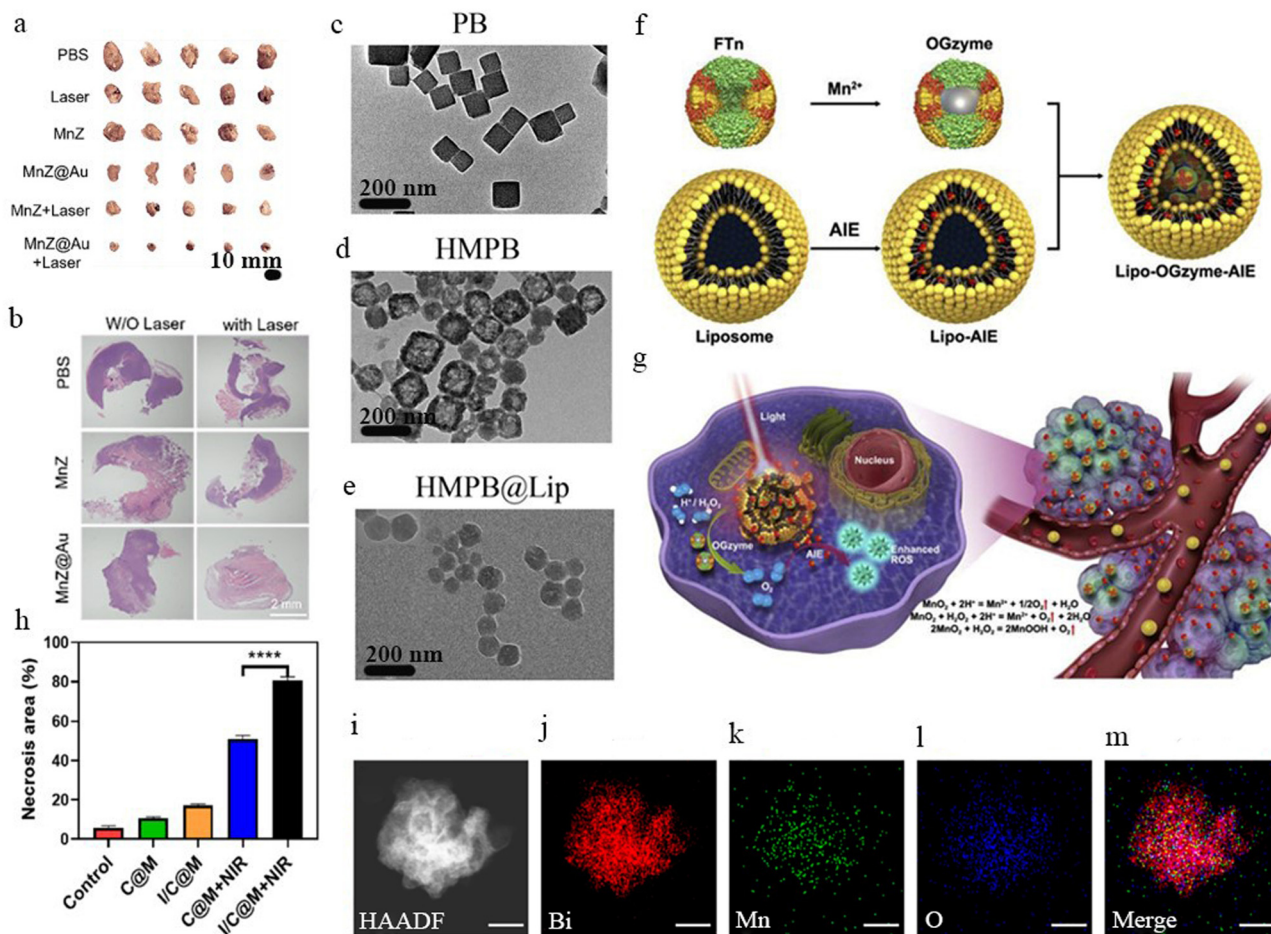 a
PBS
Laser
MnZ
MnZ@Au
MnZ+Laser
MnZ@Au
+Laser
10 mm
b
W/O Laser
with Laser
PBS
MnZ
MnZ@Au
2 mm
c
PB
200 nm
d
HMPB
200 nm
e
HMPB@Lip
200 nm
f
FTn
OGzyme
Mn²⁺
Liposome
AIE
Lipo-AIE
Lipo-OGzyme-AIE
g
Light
Nucleus
H⁺ / H₂O₂
OGzyme
AIE
O₂
Enhanced
ROS
MnO₂ + 2H⁺ = Mn²⁺ + 1/2O₂↑ + H₂O
MnO₂ + H₂O₂ + 2H⁺ = Mn²⁺ + O₂↑ + 2H₂O
2MnO₂ + H₂O₂ = 2MnOOH + O₂↑
h
Necrosis area (%)
100
80
60
40
20
0
****
Control
C@M
I/C@M
C@M+NIR
I/C@M+NIR
i
HAADF
j
Bi
k
Mn
l
O
m
Merge